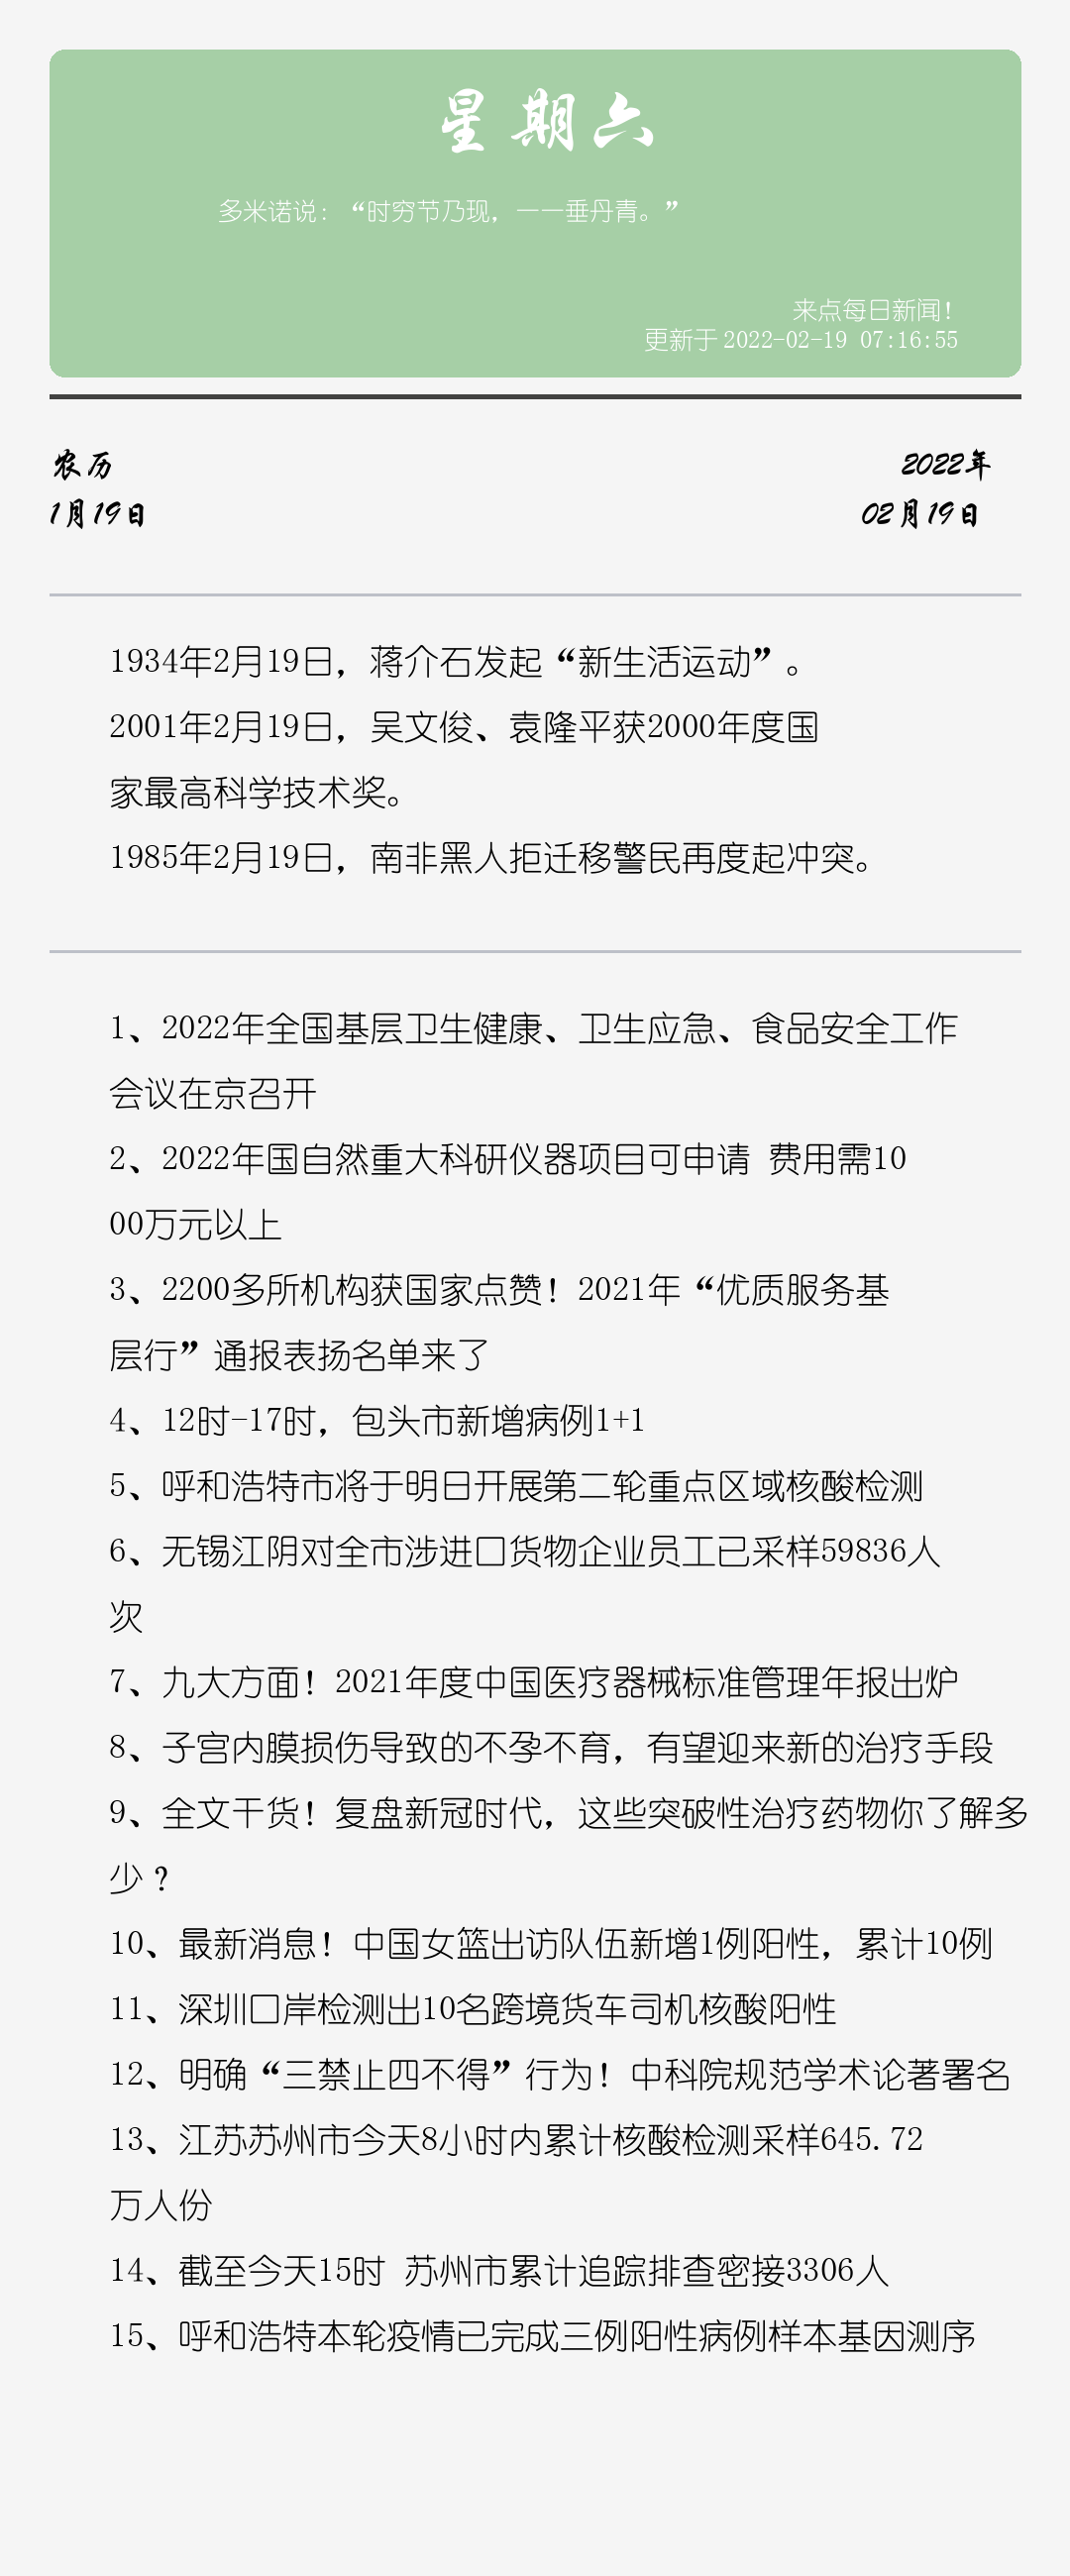 星期六
多米诺说：“时穷节乃现，一一垂丹青。”
来点每日新闻！
更新于 2022-02-19 07:16:55
农历
2022年
1月19日
02月19日
1934年2月19日，蒋介石发起“新生活运动”。
2001年2月19日，吴文俊、袁隆平获2000年度国
家最高科学技术奖。
1985年2月19日，南非黑人拒迁移警民再度起冲突。
1、2022年全国基层卫生健康、卫生应急、食品安全工作
会议在京召开
2、2022年国自然重大科研仪器项目可申请 费用需10
00万元以上
3、2200多所机构获国家点赞！2021年“优质服务基
层行”通报表扬名单来了
4、12时-17时，包头市新增病例1+1
5、呼和浩特市将于明日开展第二轮重点区域核酸检测
6、无锡江阴对全市涉进口货物企业员工已采样59836人
次
7、九大方面！2021年度中国医疗器械标准管理年报出炉
8、子宫内膜损伤导致的不孕不育，有望迎来新的治疗手段
9、全文干货！复盘新冠时代，这些突破性治疗药物你了解多
少？
10、最新消息！中国女篮出访队伍新增1例阳性，累计10例
11、深圳口岸检测出10名跨境货车司机核酸阳性
12、明确“三禁止四不得”行为！中科院规范学术论著署名
13、江苏苏州市今天8小时内累计核酸检测采样645.72
万人份
14、截至今天15时 苏州市累计追踪排查密接3306人
15、呼和浩特本轮疫情已完成三例阳性病例样本基因测序